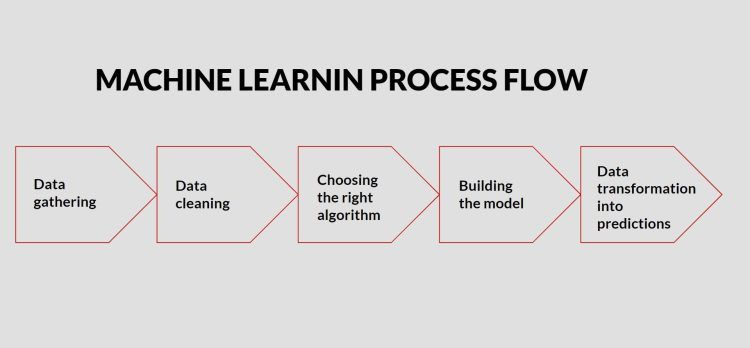 MACHINE LEARNIN PROCESS FLOW
Data
gathering
Data
cleaning
Choosing
the right
algorithm
Building
the model
Data
transformation
into
predictions